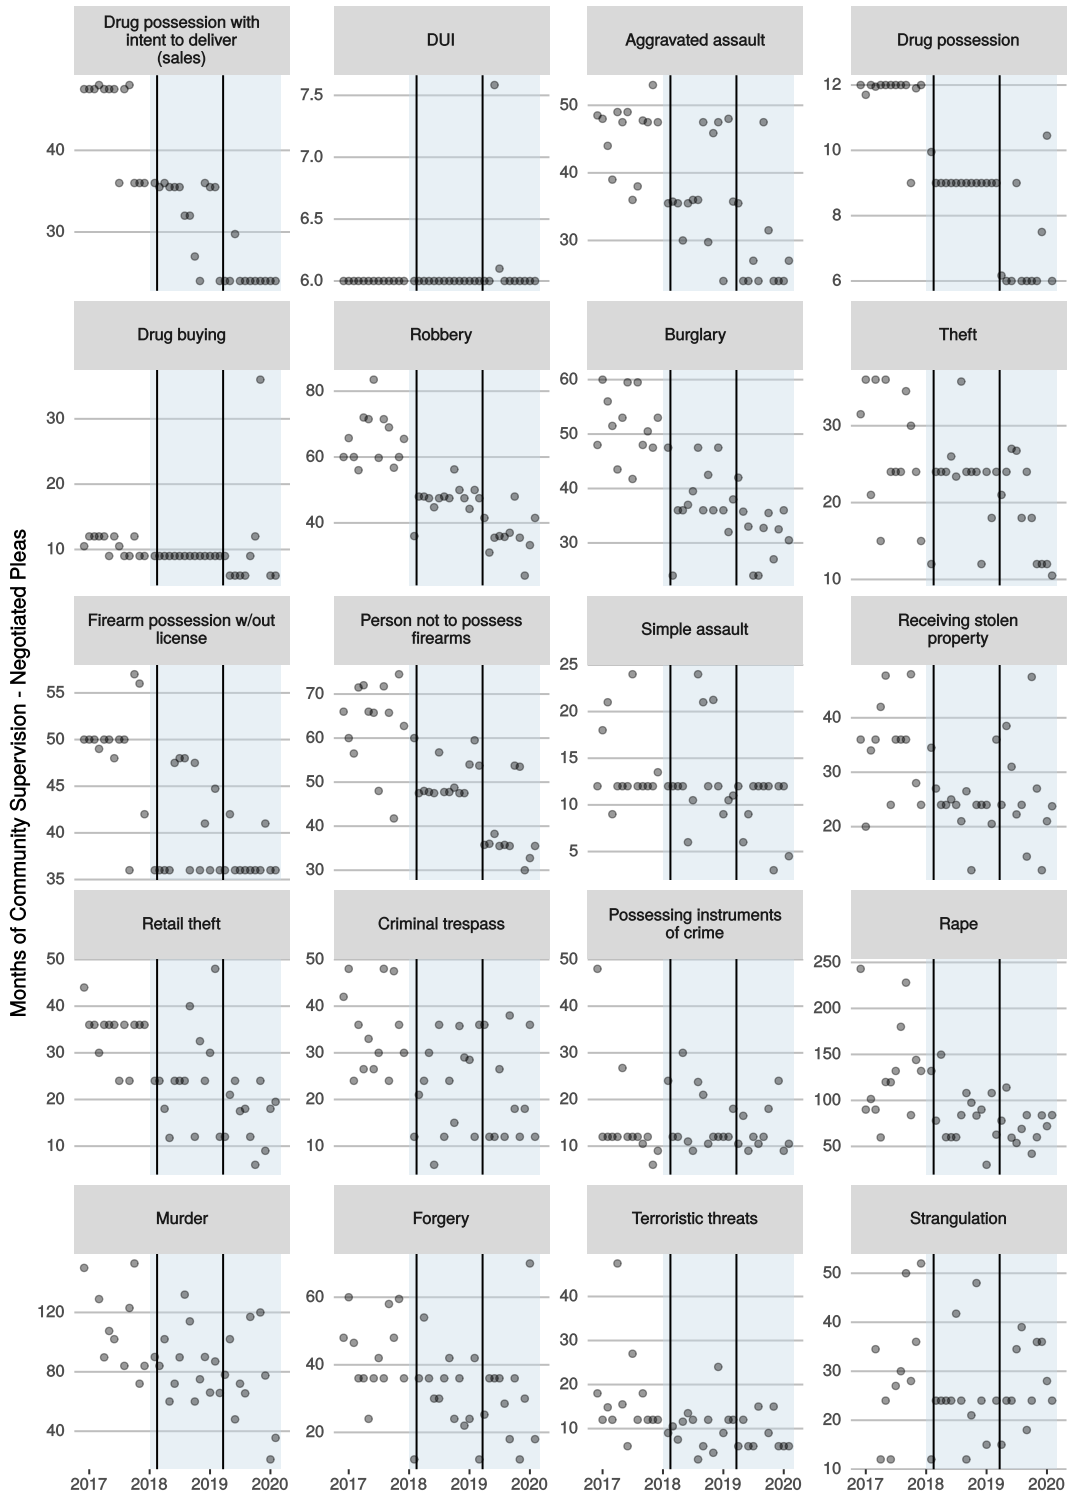 Months of Community Supervision - Negotiated Pleas
Drug possession with
intent to deliver
(sales)
40
30
DUI
7.5
7.0
6.5
6.0
Aggravated assault
50
40
30
Drug possession
12
10
8
6
Drug buying
30
20
10
Robbery
80
60
40
Burglary
60
50
40
30
Theft
30
20
10
Firearm possession w/out
license
55
50
45
40
35
Person not to possess
firearms
70
60
50
40
30
Simple assault
25
20
15
10
5
Receiving stolen
property
40
30
20
Retail theft
50
40
30
20
10
Criminal trespass
50
40
30
20
10
Possessing instruments
of crime
50
40
30
20
10
Rape
250
200
150
100
50
Murder
120
80
40
2017 2018 2019 2020
Forgery
60
40
20
2017 2018 2019 2020
Terroristic threats
40
30
20
10
2017 2018 2019 2020
Strangulation
50
40
30
20
10
2017 2018 2019 2020